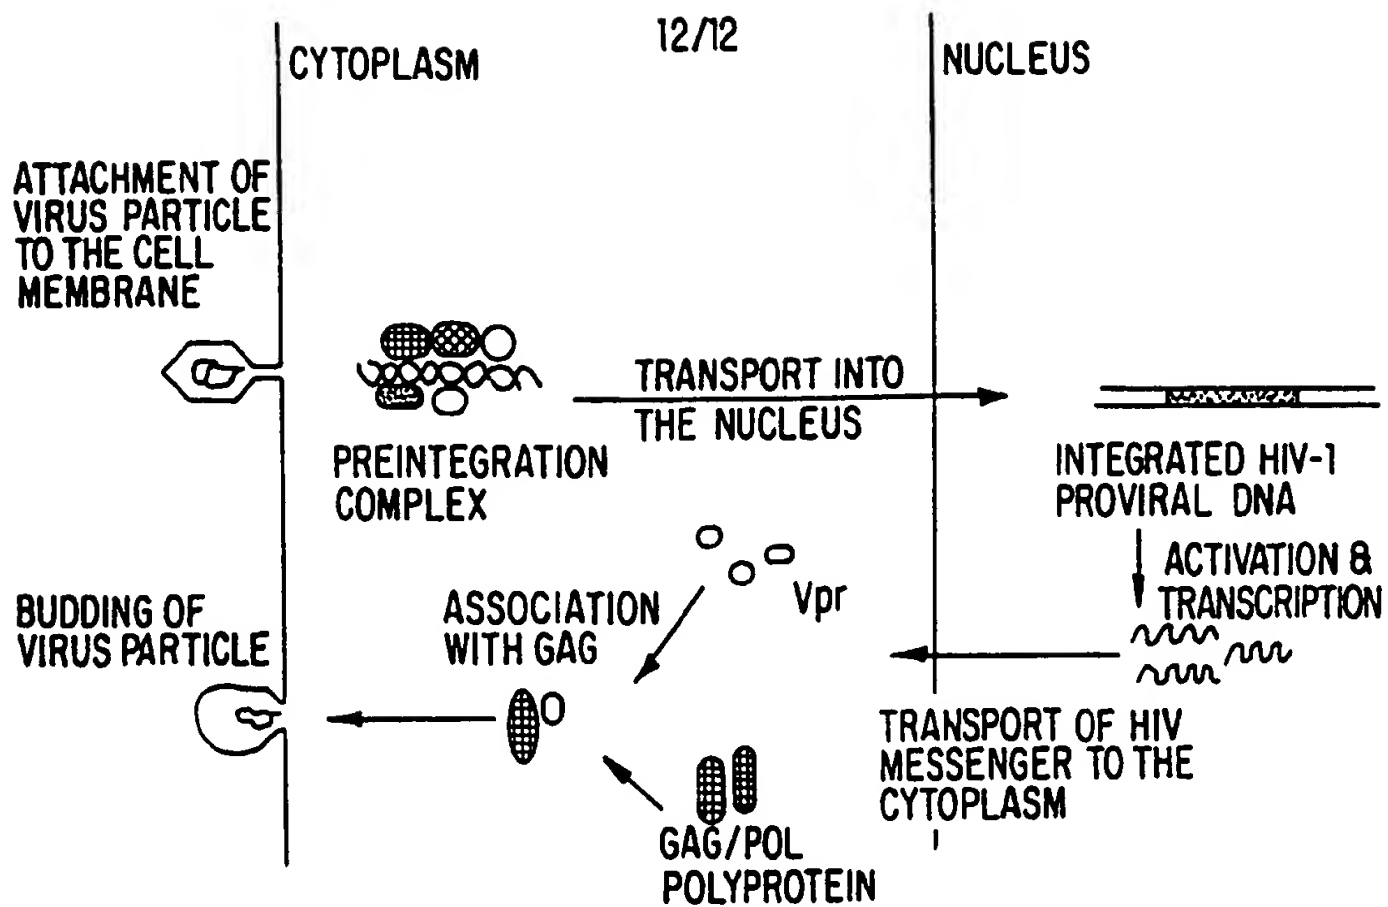 12/12
CYTOPLASM
NUCLEUS
ATTACHMENT OF
VIRUS PARTICLE
TO THE CELL
MEMBRANE
TRANSPORT INTO
THE NUCLEUS
PREINTEGRATION
COMPLEX
INTEGRATED HIV-1
PROVIRAL DNA
ACTIVATION &
TRANSCRIPTION
Vpr
ASSOCIATION
WITH GAG
BUDDING OF
VIRUS PARTICLE
TRANSPORT OF HIV
MESSENGER TO THE
CYTOPLASM
GAG/POL
POLYPROTEIN